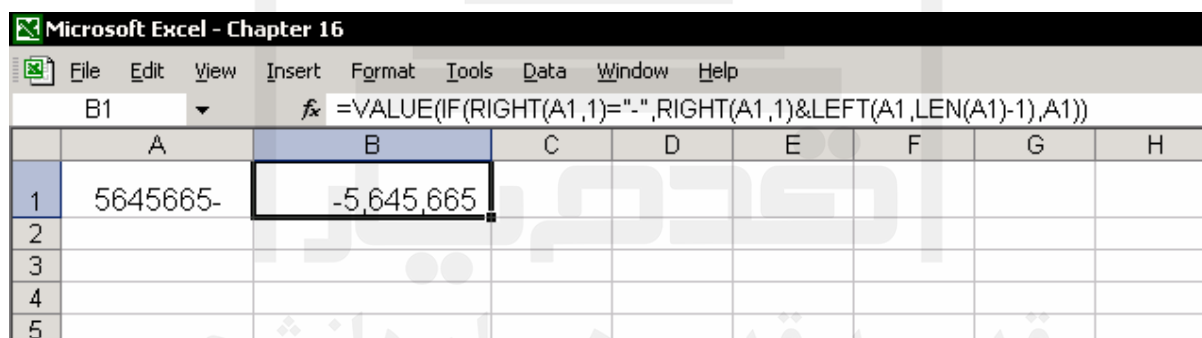 Microsoft Excel - Chapter 16
File Edit View Insert Format Tools Data Window Help
B1 fx =VALUE(IF(RIGHT(A1,1)="-",RIGHT(A1,1)&LEFT(A1,LEN(A1)-1),A1))
A B C D E F G H
1 5645665- -5,645,665
2
3
4
5